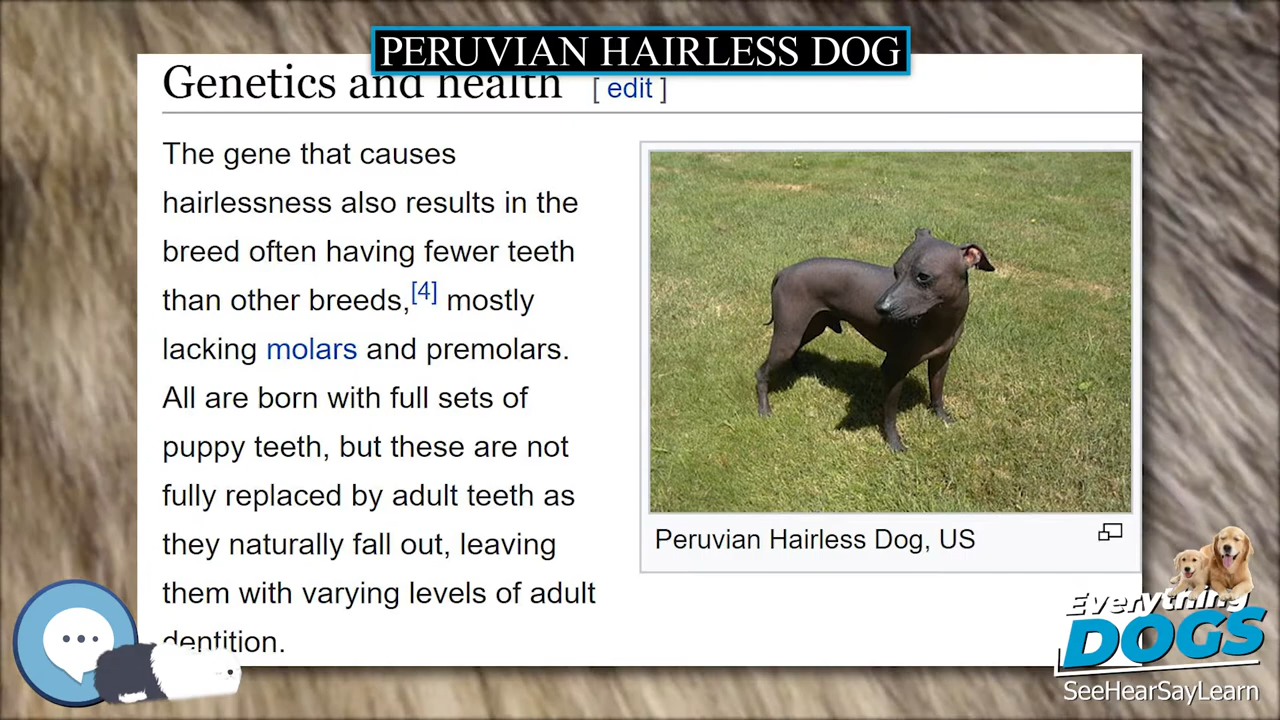 PERUVIAN HAIRLESS DOG
Genetics and health [ edit ]
The gene that causes
hairlessness also results in the
breed often having fewer teeth
than other breeds,[4] mostly
lacking molars and premolars.
All are born with full sets of
puppy teeth, but these are not
fully replaced by adult teeth as
they naturally fall out, leaving
them with varying levels of adult
dentition.
Peruvian Hairless Dog, US
Everything
DOGS
SeeHearSayLearn